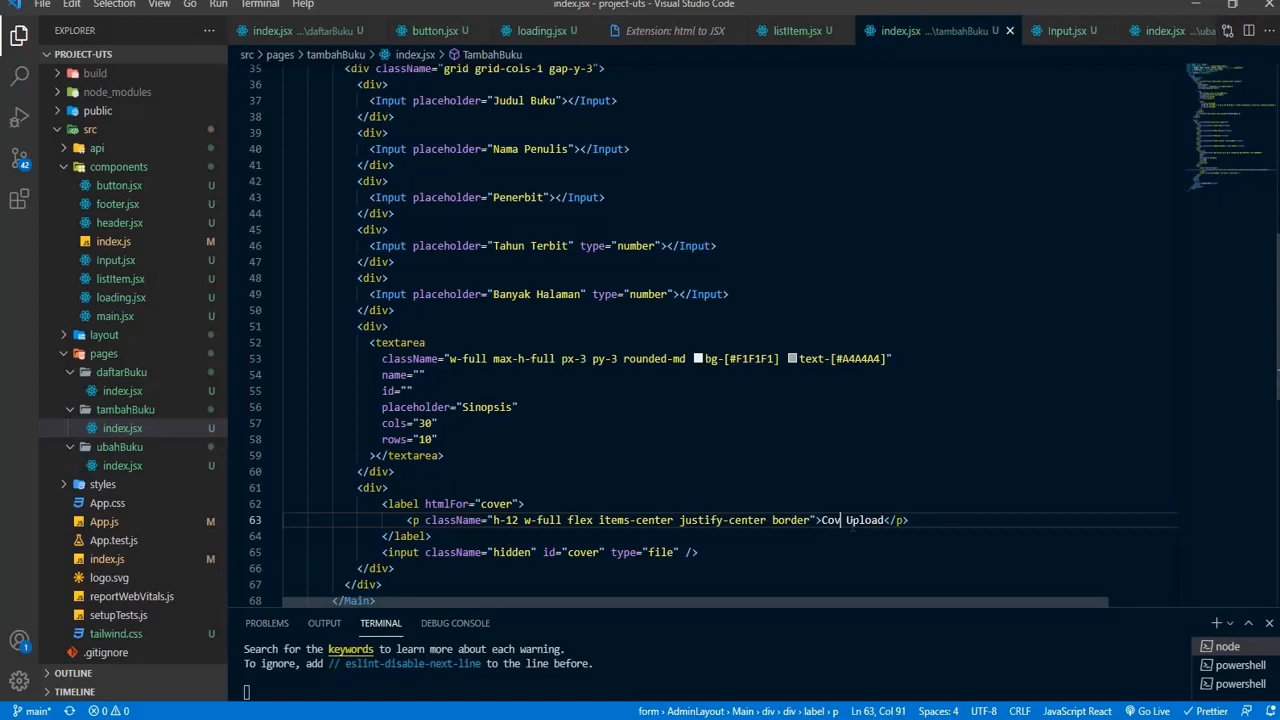 File Edit Selection View Go Run Terminal Help
index.jsx - project-uts - Visual Studio Code
EXPLORER
index.jsx ...\daftarBuku U
button.jsx U
loading.jsx U
Extension: html to JSX
listItem.jsx U
index.jsx ...\tambahBuku U
Input.jsx U
index.jsx ...\uba
PROJECT-UTS
build
node_modules
public
src
api
components
button.jsx U
footer.jsx U
header.jsx U
index.js M
Input.jsx U
listItem.jsx U
loading.jsx U
main.jsx U
layout
pages
daftarBuku
index.jsx U
tambahBuku
index.jsx U
ubahBuku
index.jsx U
styles
App.css
App.js M
App.test.js
index.js M
logo.svg
reportWebVitals.js
setupTests.js
tailwind.css U
.gitignore
OUTLINE
TIMELINE
42
1
src > pages > tambahBuku > index.jsx > TambahBuku
35 <div className="grid grid-cols-1 gap-y-3">
36 <div>
37 <Input placeholder="Judul Buku"></Input>
38 </div>
39 <div>
40 <Input placeholder="Nama Penulis"></Input>
41 </div>
42 <div>
43 <Input placeholder="Penerbit"></Input>
44 </div>
45 <div>
46 <Input placeholder="Tahun Terbit" type="number"></Input>
47 </div>
48 <div>
49 <Input placeholder="Banyak Halaman" type="number"></Input>
50 </div>
51 <div>
52 <textarea
53 className="w-full max-h-full px-3 py-3 rounded-md bg-[#F1F1F1] text-[#A4A4A4]"
54 name=""
55 id=""
56 placeholder="Sinopsis"
57 cols="30"
58 rows="10"
59 ></textarea>
60 </div>
61 <div>
62 <label htmlFor="cover">
63 <p className="h-12 w-full flex items-center justify-center border">Cov Upload</p>
64 </label>
65 <input className="hidden" id="cover" type="file" />
66 </div>
67 </div>
68 </Main>
PROBLEMS OUTPUT TERMINAL DEBUG CONSOLE
Search for the keywords to learn more about each warning.
To ignore, add // eslint-disable-next-line to the line before.
node
powershell
powershell
main* 0 0
form > AdminLayout > Main > div > div > label > p Ln 63, Col 91 Spaces: 4 UTF-8 CRLF JavaScript React Go Live Prettier